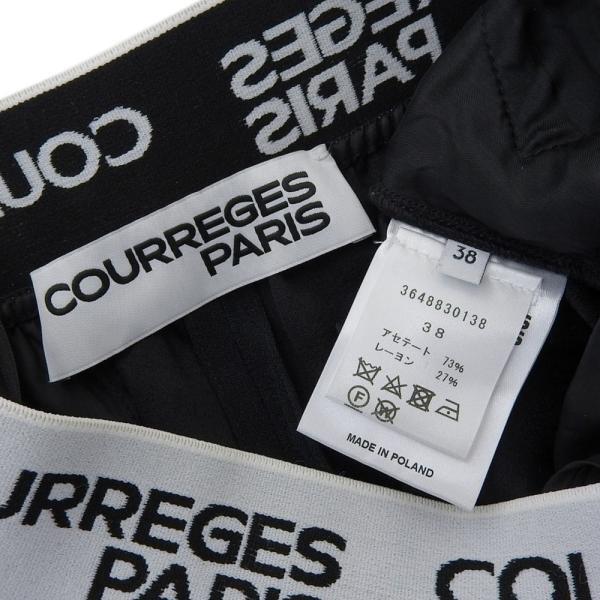 COURREGES
PARIS
COU
COURREGES
PARIS
38
3648830138
38
アセテート 73%
レーヨン 27%
F W
MADE IN POLAND
URREGES
PARIS
CO